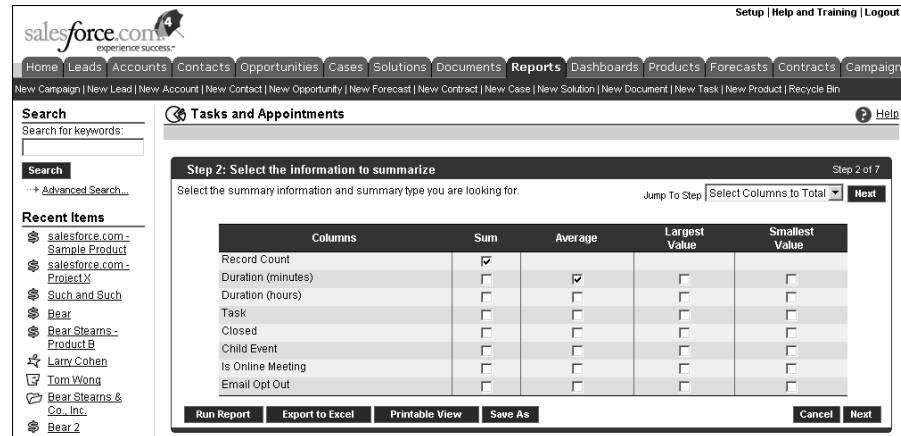 Setup | Help and Training | Logout
salesforce.com
4
experience success.™
Home Leads Accounts Contacts Opportunities Cases Solutions Documents Reports Dashboards Products Forecasts Contracts Campaign
New Campaign | New Lead | New Account | New Contact | New Opportunity | New Forecast | New Contract | New Case | New Solution | New Document | New Task | New Product | Recycle Bin
Search
Search for keywords:
Search
Advanced Search...
Recent Items
salesforce.com -
Sample Product
salesforce.com -
Project X
Such and Such
Bear
Bear Stearns -
Product B
Larry Cohen
Tom Wong
Bear Stearns &
Co., Inc.
Bear 2
Tasks and Appointments
Help
Step 2: Select the information to summarize
Step 2 of 7
Select the summary information and summary type you are looking for.
Jump To Step Select Columns to Total Next
Columns Sum Average Largest Value Smallest Value
Record Count
Duration (minutes)
Duration (hours)
Task
Closed
Child Event
Is Online Meeting
Email Opt Out
Run Report Export to Excel Printable View Save As Cancel Next